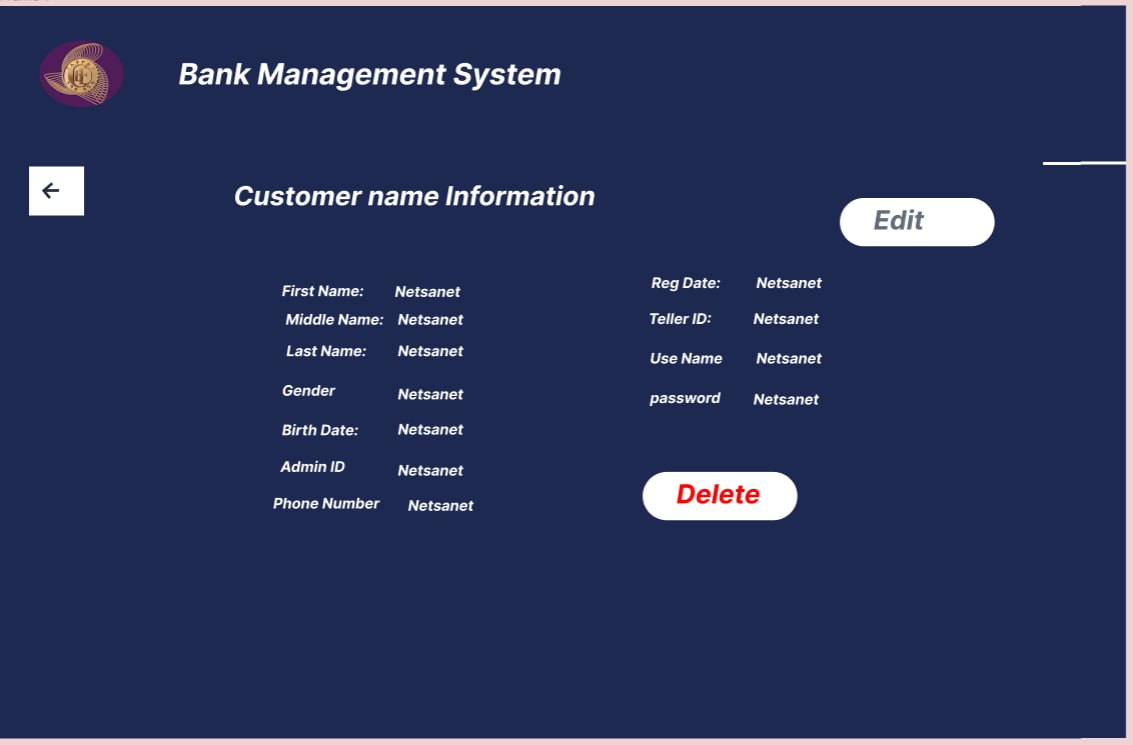 Bank Management System
Customer name Information
Edit
First Name: Netsanet
Middle Name: Netsanet
Last Name: Netsanet
Gender Netsanet
Birth Date: Netsanet
Admin ID Netsanet
Phone Number Netsanet
Reg Date: Netsanet
Teller ID: Netsanet
Use Name Netsanet
password Netsanet
Delete